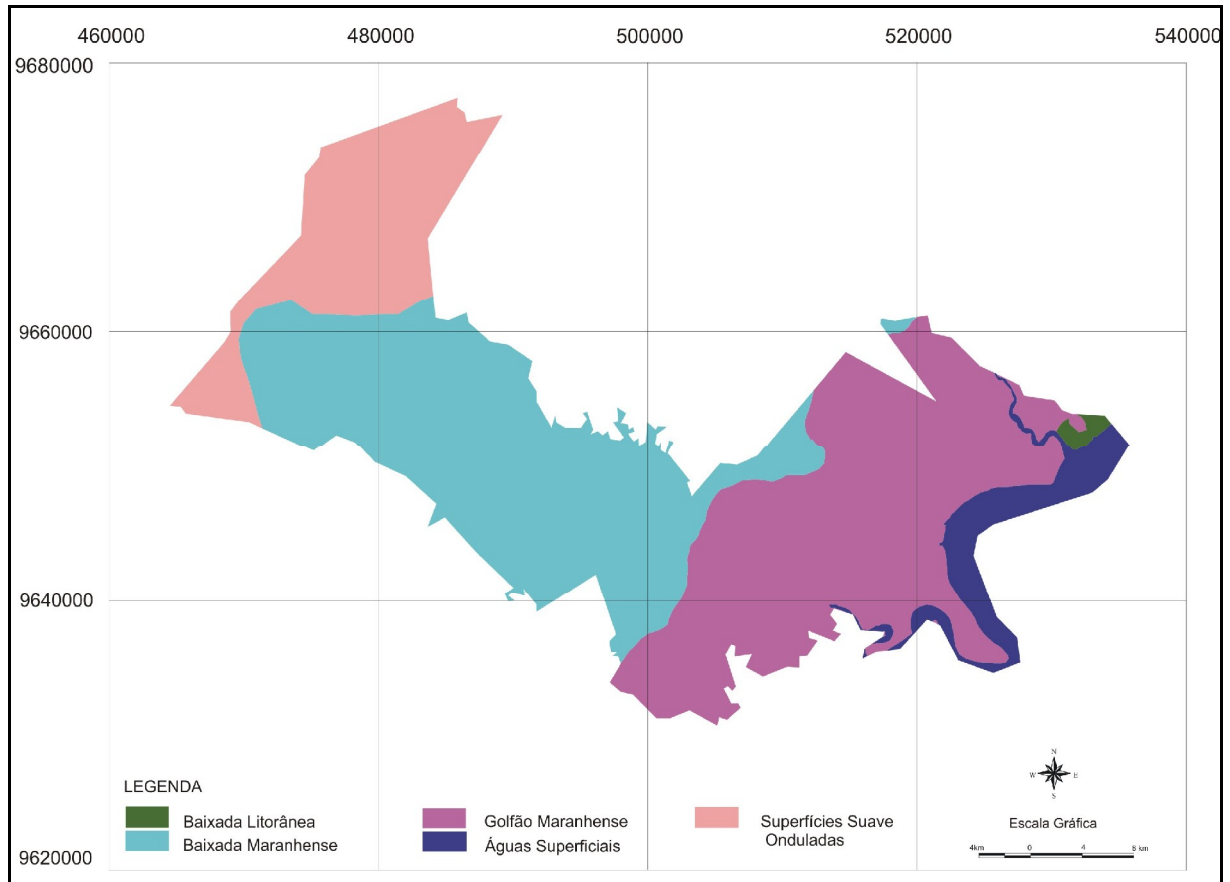 460000 480000 500000 520000 540000
9680000
9660000
9640000
9620000
LEGENDA
Baixada Litorânea
Baixada Maranhense
Golfão Maranhense
Águas Superficiais
Superfícies Suave
Onduladas
N
W E
S
Escala Gráfica
4km 0 4 8 km